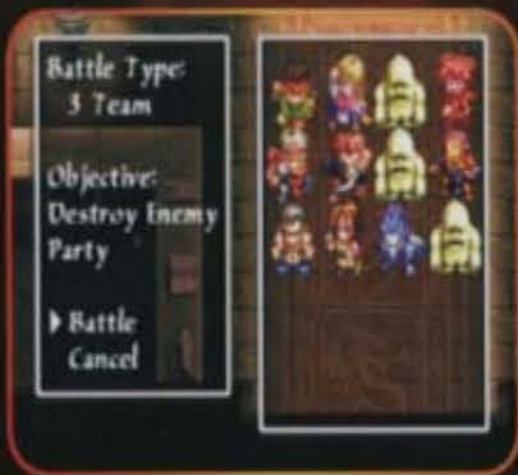 Battle Type:
3 Team
Objective:
Destroy Enemy
Party
Battle
Cancel